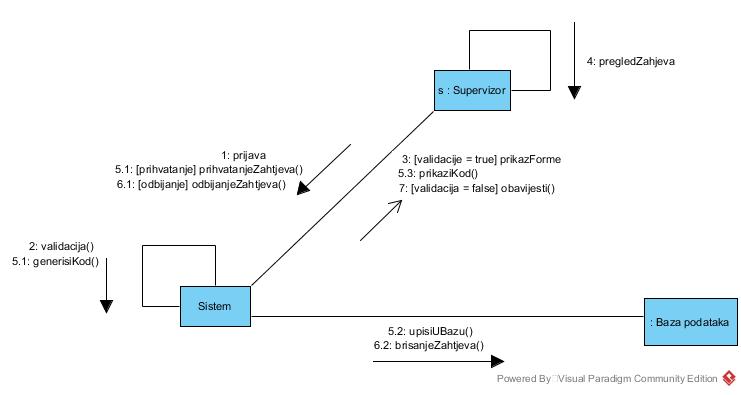 4: pregledZahjeva
s : Supervizor
1: prijava
5.1: [prihvatanje] prihvatanjeZahtjeva()
6.1: [odbijanje] odbijanjeZahtjeva()
3: [validacije = true] prikazForme
5.3: prikaziKod()
7: [validacija = false] obavijesti()
2: validacija()
5.1: generisiKod()
Sistem
: Baza podataka
5.2: upisiUBazu()
6.2: brisanjeZahtjeva()
Powered By Visual Paradigm Community Edition